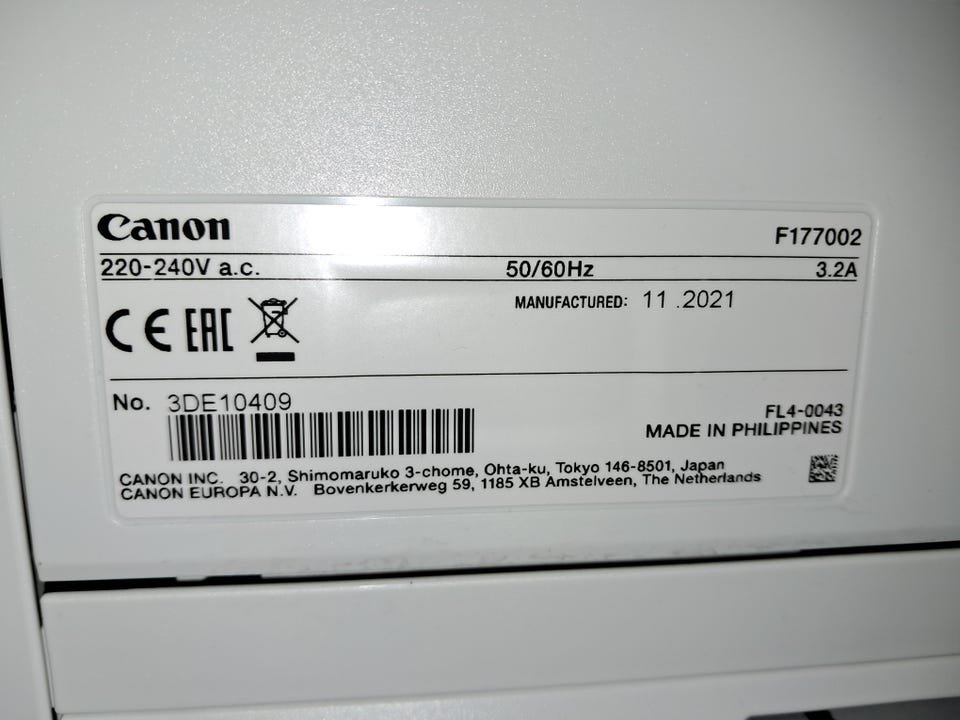 Canon
F177002
220-240V a.c. 50/60Hz 3.2A
CE EAC
MANUFACTURED: 11 .2021
No. 3DE10409
FL4-0043
MADE IN PHILIPPINES
CANON INC. 30-2, Shimomaruko 3-chome, Ohta-ku, Tokyo 146-8501, Japan
CANON EUROPA N.V. Bovenkerkerweg 59, 1185 XB Amstelveen, The Netherlands